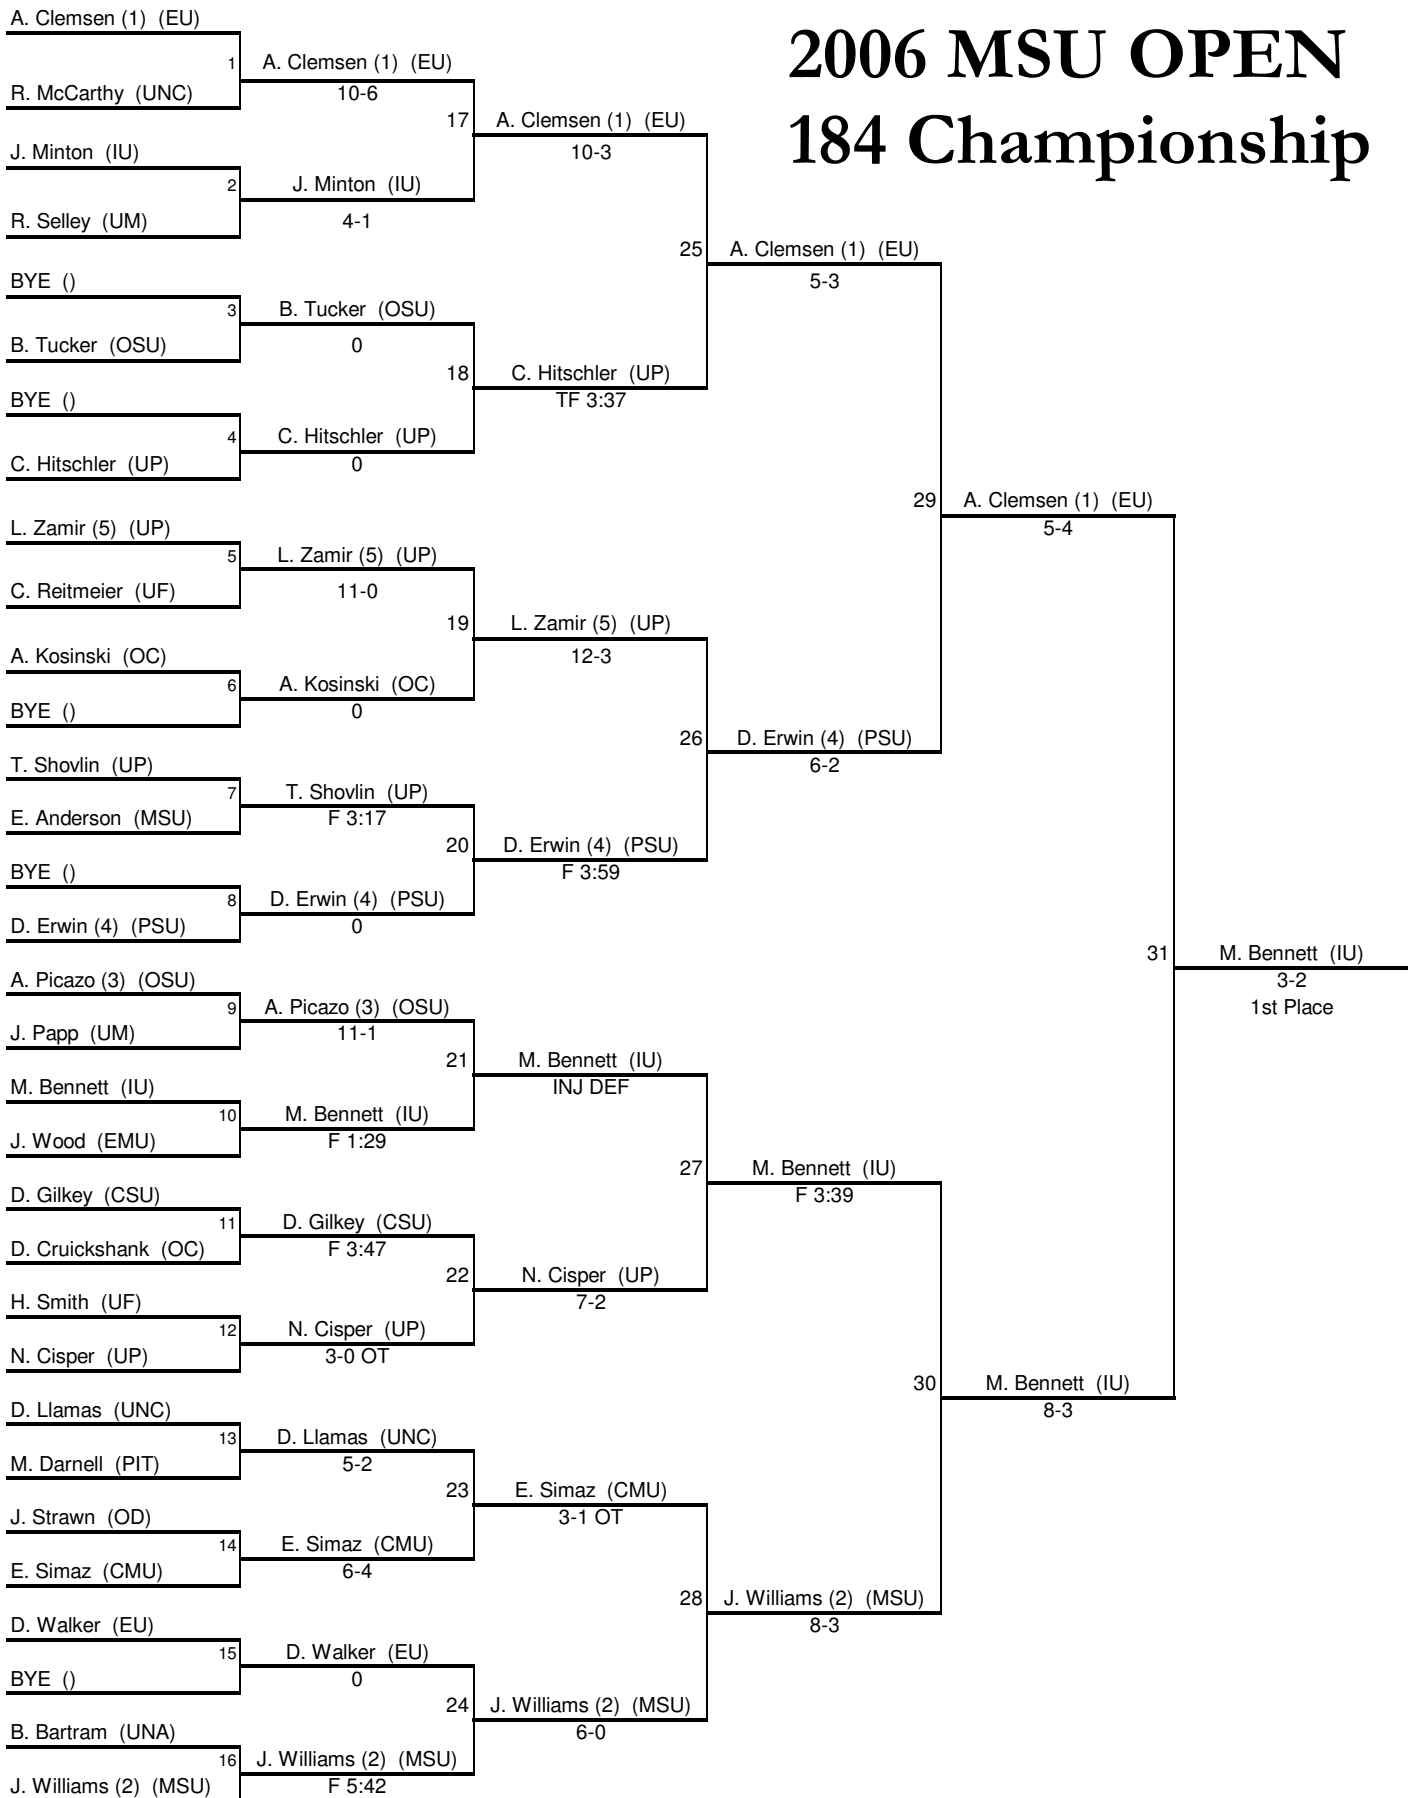 2006 MSU OPEN
184 Championship
A. Clemsen (1) (EU)
1
R. McCarthy (UNC)
J. Minton (IU)
2
R. Selley (UM)
BYE ()
3
B. Tucker (OSU)
BYE ()
4
C. Hitschler (UP)
L. Zamir (5) (UP)
5
C. Reitmeier (UF)
A. Kosinski (OC)
6
BYE ()
T. Shovlin (UP)
7
E. Anderson (MSU)
BYE ()
8
D. Erwin (4) (PSU)
A. Picazo (3) (OSU)
9
J. Papp (UM)
M. Bennett (IU)
10
J. Wood (EMU)
D. Gilkey (CSU)
11
D. Cruickshank (OC)
H. Smith (UF)
12
N. Cisper (UP)
D. Llamas (UNC)
13
M. Darnell (PIT)
J. Strawn (OD)
14
E. Simaz (CMU)
D. Walker (EU)
15
BYE ()
B. Bartram (UNA)
16
J. Williams (2) (MSU)
A. Clemsen (1) (EU)
10-6
17
J. Minton (IU)
4-1
B. Tucker (OSU)
0
18
C. Hitschler (UP)
0
L. Zamir (5) (UP)
11-0
19
A. Kosinski (OC)
0
T. Shovlin (UP)
F 3:17
20
D. Erwin (4) (PSU)
0
A. Picazo (3) (OSU)
11-1
21
M. Bennett (IU)
F 1:29
D. Gilkey (CSU)
F 3:47
22
N. Cisper (UP)
3-0 OT
D. Llamas (UNC)
5-2
23
E. Simaz (CMU)
6-4
D. Walker (EU)
0
24
J. Williams (2) (MSU)
F 5:42
A. Clemsen (1) (EU)
10-3
25
C. Hitschler (UP)
TF 3:37
L. Zamir (5) (UP)
12-3
26
D. Erwin (4) (PSU)
F 3:59
M. Bennett (IU)
INJ DEF
27
N. Cisper (UP)
7-2
E. Simaz (CMU)
3-1 OT
28
J. Williams (2) (MSU)
6-0
A. Clemsen (1) (EU)
5-3
29
D. Erwin (4) (PSU)
6-2
M. Bennett (IU)
F 3:39
30
J. Williams (2) (MSU)
8-3
A. Clemsen (1) (EU)
5-4
31
M. Bennett (IU)
8-3
M. Bennett (IU)
3-2
1st Place